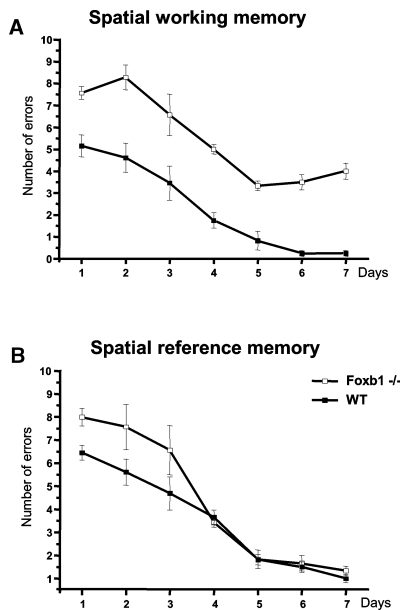 A
Spatial working memory
Number of errors
10
9
8
7
6
5
4
3
2
1
0
1 2 3 4 5 6 7 Days
B
Spatial reference memory
Foxb1 -/-
WT
Number of errors
10
9
8
7
6
5
4
3
2
1
1 2 3 4 5 6 7 Days